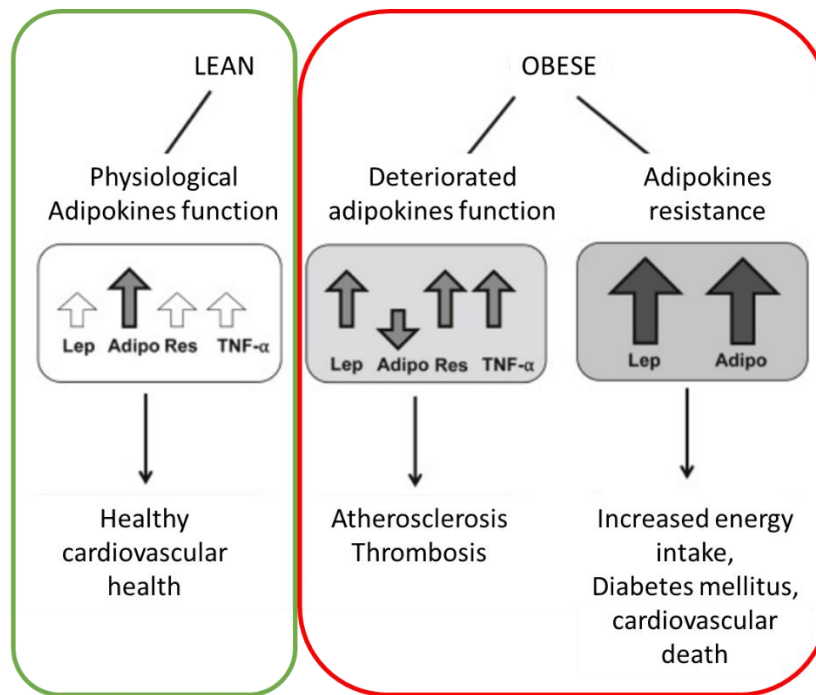 LEAN
Physiological
Adipokines function
Lep Adipo Res TNF-α
Healthy
cardiovascular
health
OBESE
Deteriorated
adipokines function
Lep Adipo Res TNF-α
Atherosclerosis
Thrombosis
Adipokines
resistance
Lep Adipo
Increased energy
intake,
Diabetes mellitus,
cardiovascular
death